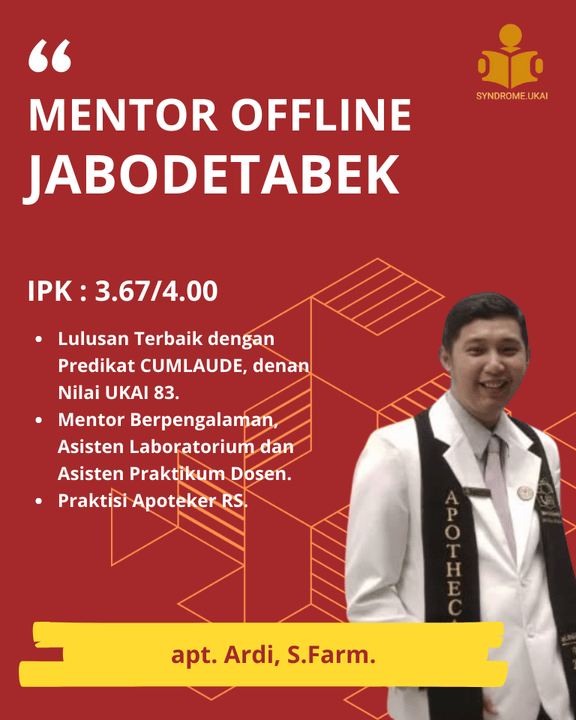 “
SYNDROME.UKAI
MENTOR OFFLINE
JABODETABEK
IPK : 3.67/4.00
• Lulusan Terbaik dengan
Predikat CUMLAUDE, denan
Nilai UKAI 83.
• Mentor Berpengalaman,
Asisten Laboratorium dan
Asisten Praktikum Dosen.
• Praktisi Apoteker RS.
APOTHECA
apt. Ardi, S.Farm.